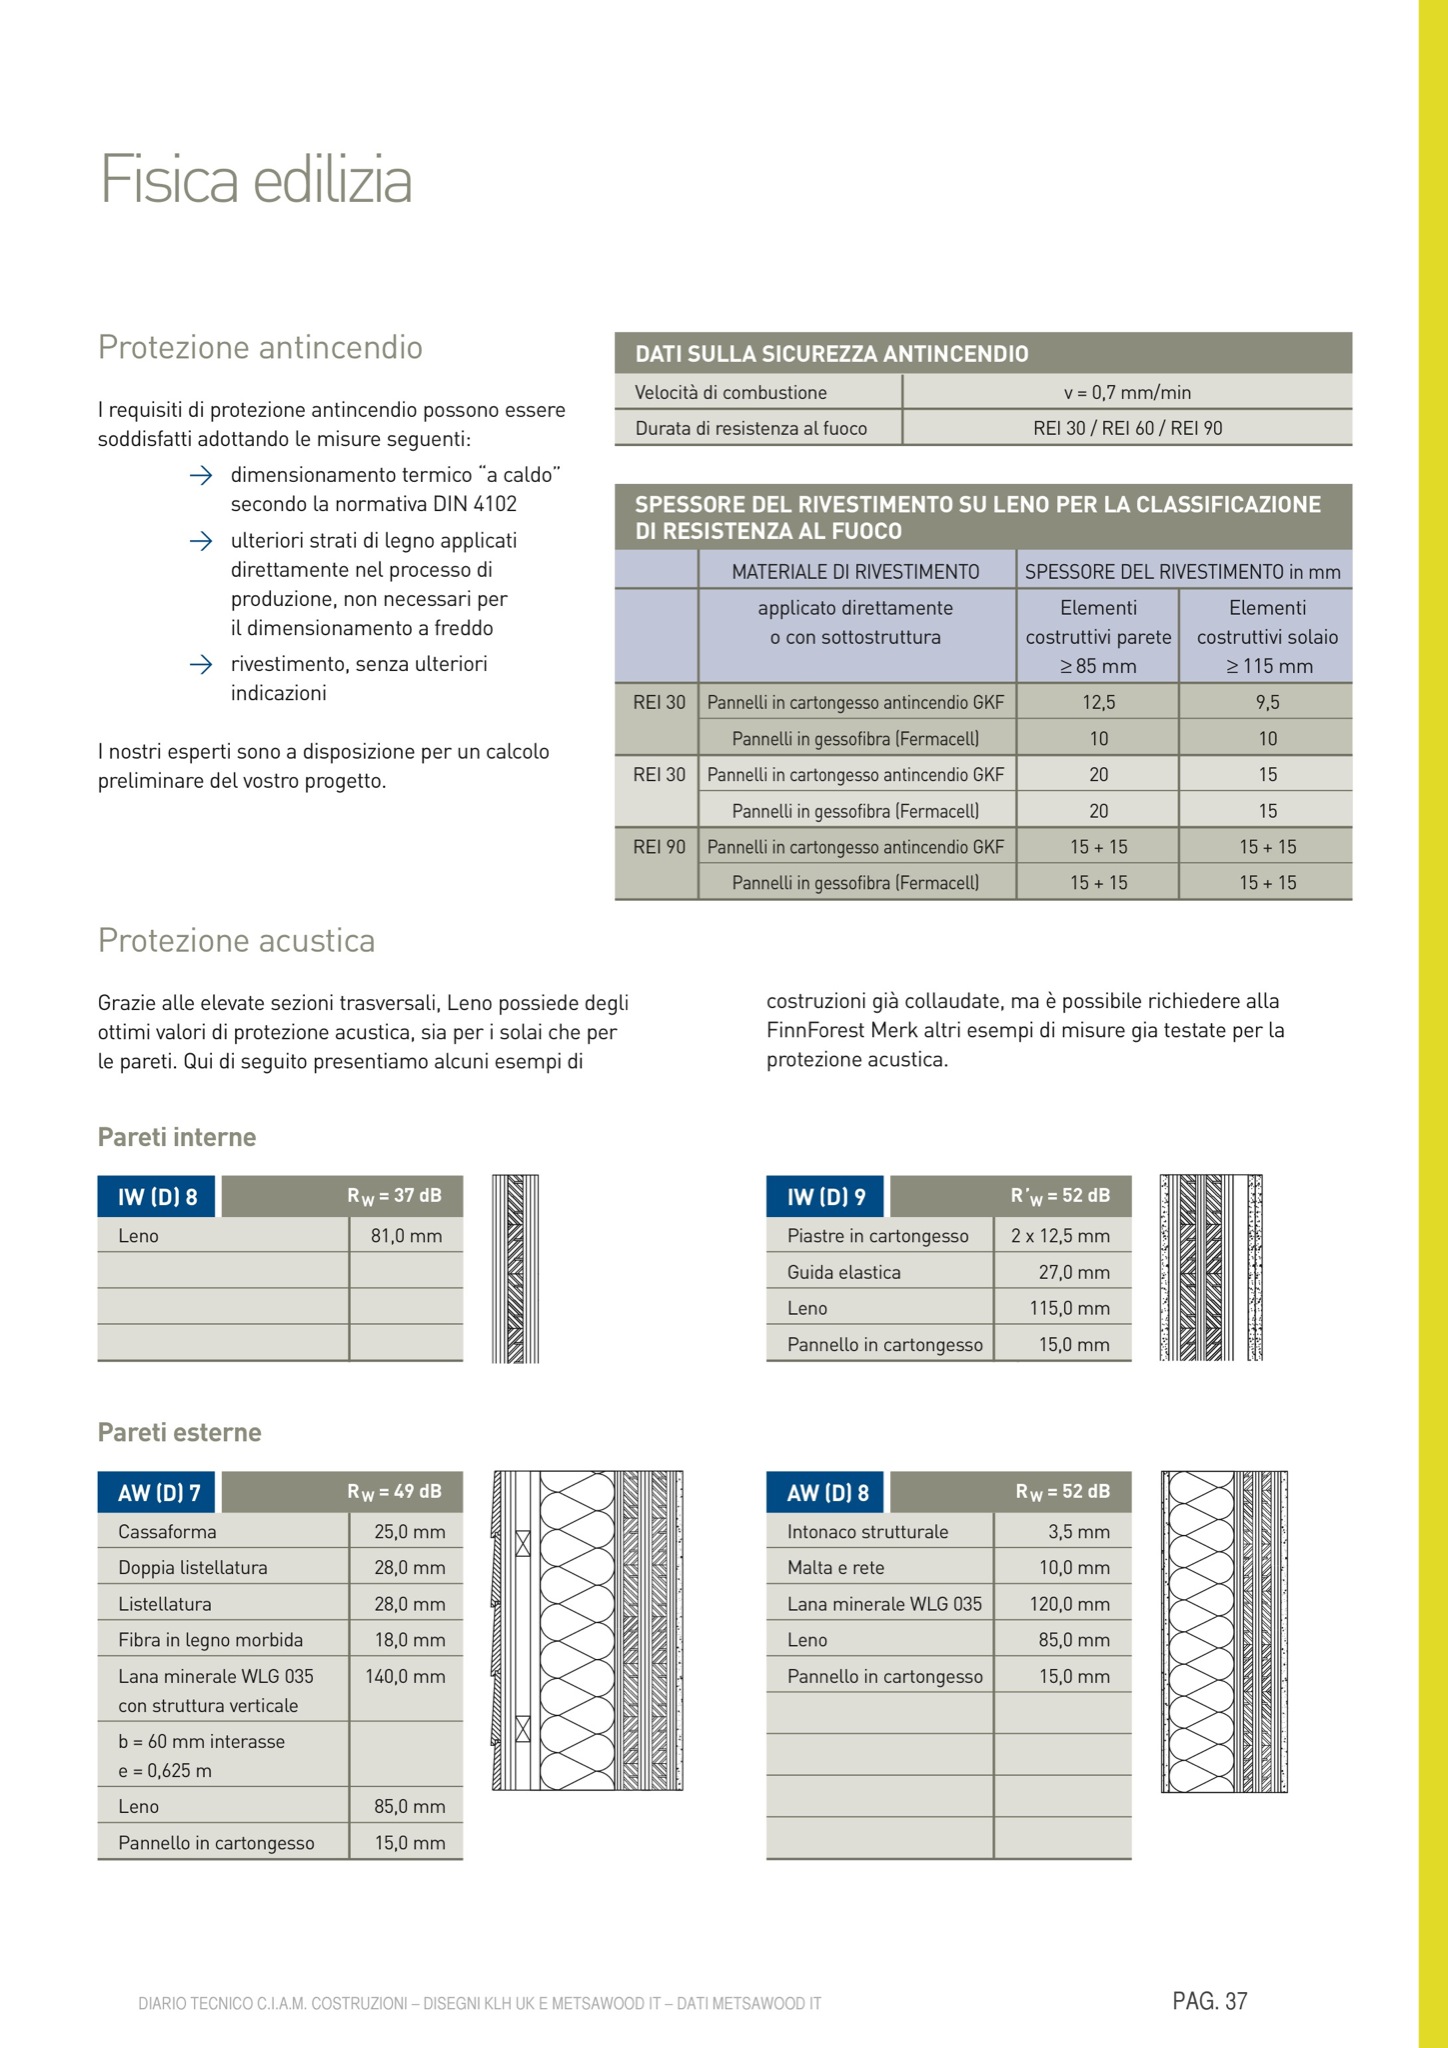 Fisica edilizia
Protezione antincendio
I requisiti di protezione antincendio possono essere
soddisfatti adottando le misure seguenti:
→ dimensionamento termico “a caldo”
secondo la normativa DIN 4102
→ ulteriori strati di legno applicati
direttamente nel processo di
produzione, non necessari per
il dimensionamento a freddo
→ rivestimento, senza ulteriori
indicazioni
I nostri esperti sono a disposizione per un calcolo
preliminare del vostro progetto.
DATI SULLA SICUREZZA ANTINCENDIO
Velocità di combustione v = 0,7 mm/min
Durata di resistenza al fuoco REI 30 / REI 60 / REI 90
SPESSORE DEL RIVESTIMENTO SU LENO PER LA CLASSIFICAZIONE
DI RESISTENZA AL FUOCO
MATERIALE DI RIVESTIMENTO SPESSORE DEL RIVESTIMENTO in mm
applicato direttamente Elementi Elementi
o con sottostruttura costruttivi parete costruttivi solaio
≥ 85 mm ≥ 115 mm
REI 30 Pannelli in cartongesso antincendio GKF 12,5 9,5
Pannelli in gessofibra (Fermacell) 10 10
REI 30 Pannelli in cartongesso antincendio GKF 20 15
Pannelli in gessofibra (Fermacell) 20 15
REI 90 Pannelli in cartongesso antincendio GKF 15 + 15 15 + 15
Pannelli in gessofibra (Fermacell) 15 + 15 15 + 15
Protezione acustica
Grazie alle elevate sezioni trasversali, Leno possiede degli
ottimi valori di protezione acustica, sia per i solai che per
le pareti. Qui di seguito presentiamo alcuni esempi di
costruzioni già collaudate, ma è possibile richiedere alla
FinnForest Merk altri esempi di misure gia testate per la
protezione acustica.
Pareti interne
IW (D) 8 RW = 37 dB
Leno 81,0 mm
IW (D) 9 R´W = 52 dB
Piastre in cartongesso 2 x 12,5 mm
Guida elastica 27,0 mm
Leno 115,0 mm
Pannello in cartongesso 15,0 mm
Pareti esterne
AW (D) 7 RW = 49 dB
Cassaforma 25,0 mm
Doppia listellatura 28,0 mm
Listellatura 28,0 mm
Fibra in legno morbida 18,0 mm
Lana minerale WLG 035 140,0 mm
con struttura verticale
b = 60 mm interasse
e = 0,625 m
Leno 85,0 mm
Pannello in cartongesso 15,0 mm
AW (D) 8 RW = 52 dB
Intonaco strutturale 3,5 mm
Malta e rete 10,0 mm
Lana minerale WLG 035 120,0 mm
Leno 85,0 mm
Pannello in cartongesso 15,0 mm
DIARIO TECNICO C.I.A.M. COSTRUZIONI – DISEGNI KLH UK E METSAWOOD IT – DATI METSAWOOD IT
PAG. 37